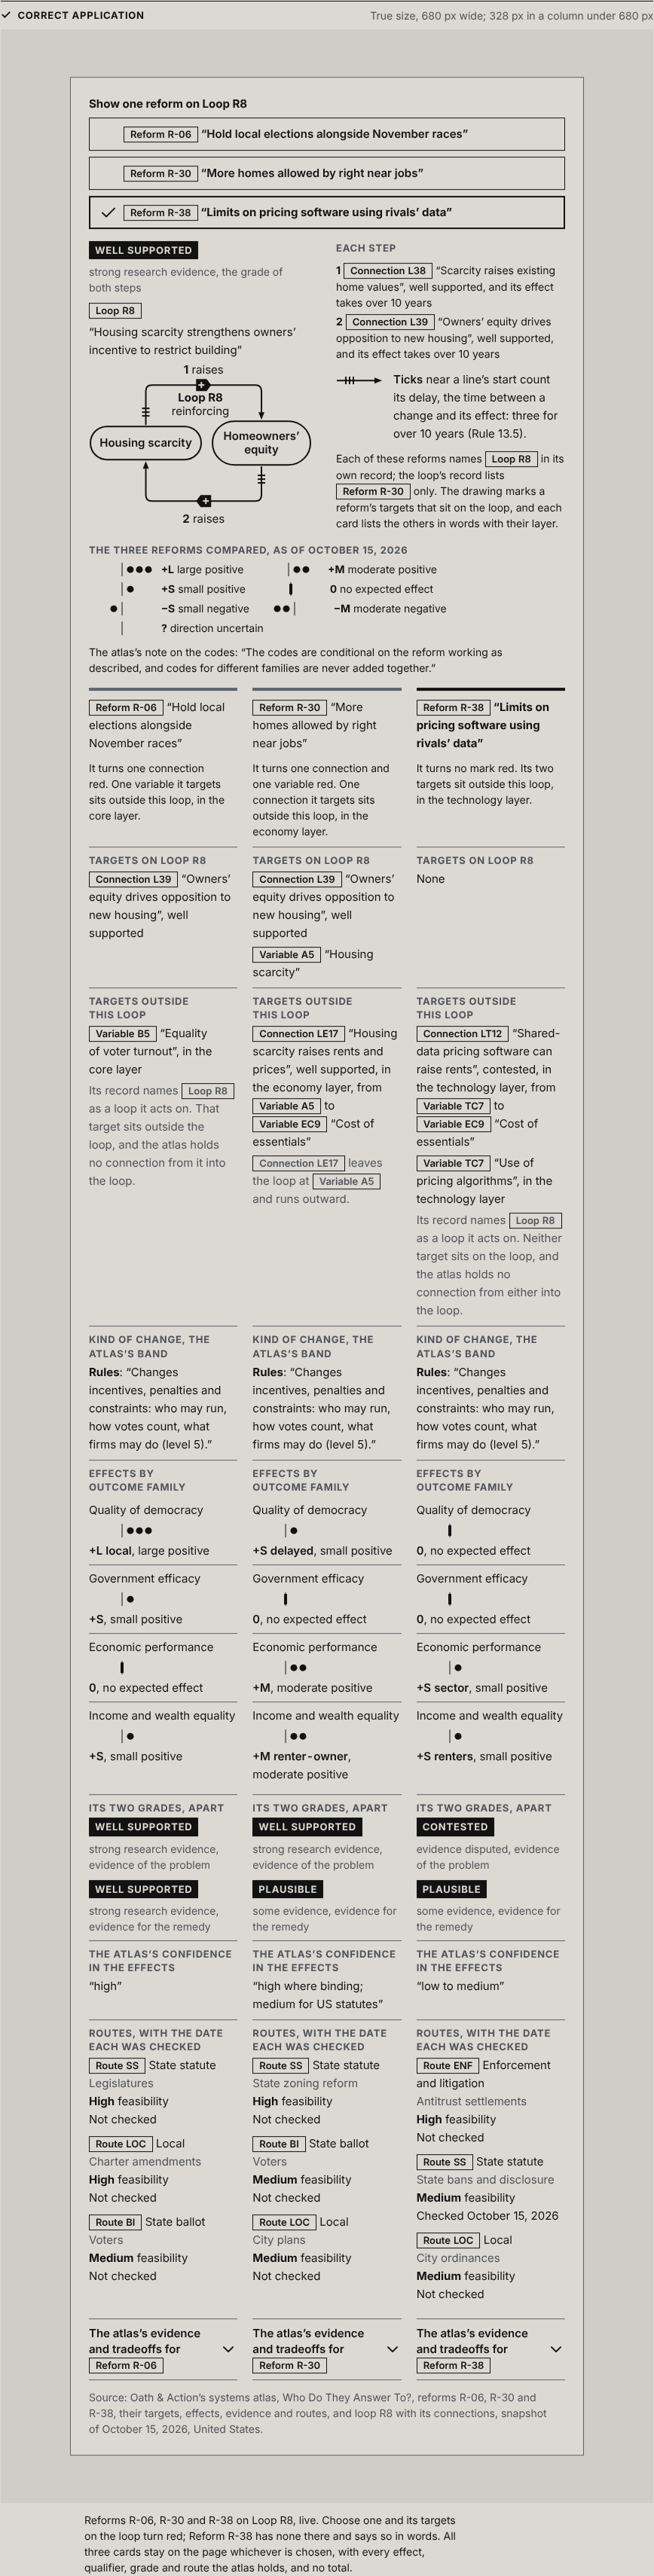 ✓ CORRECT APPLICATION
True size, 680 px wide; 328 px in a column under 680 px
Show one reform on Loop R8
Reform R-06 “Hold local elections alongside November races”
Reform R-30 “More homes allowed by right near jobs”
Reform R-38 “Limits on pricing software using rivals’ data”
WELL SUPPORTED
strong research evidence, the grade of
both steps
Loop R8
“Housing scarcity strengthens owners’
incentive to restrict building”
1 raises
Loop R8
reinforcing
Housing scarcity
Homeowners’
equity
2 raises
EACH STEP
1 Connection L38 “Scarcity raises existing
home values”, well supported, and its effect
takes over 10 years
2 Connection L39 “Owners’ equity drives
opposition to new housing”, well supported,
and its effect takes over 10 years
Ticks near a line’s start count
its delay, the time between a
change and its effect: three for
over 10 years (Rule 13.5).
Each of these reforms names Loop R8 in its
own record; the loop’s record lists
Reform R-30 only. The drawing marks a
reform’s targets that sit on the loop, and each
card lists the others in words with their layer.
THE THREE REFORMS COMPARED, AS OF OCTOBER 15, 2026
+L large positive
+M moderate positive
+S small positive
0 no expected effect
−S small negative
−M moderate negative
? direction uncertain
The atlas’s note on the codes: “The codes are conditional on the reform working as
described, and codes for different families are never added together.”
Reform R-06 “Hold local
elections alongside
November races”
It turns one connection
red. One variable it targets
sits outside this loop, in the
core layer.
TARGETS ON LOOP R8
Connection L39 “Owners’
equity drives opposition to
new housing”, well
supported
TARGETS OUTSIDE
THIS LOOP
Variable B5 “Equality
of voter turnout”, in the
core layer
Its record names Loop R8
as a loop it acts on. That
target sits outside the
loop, and the atlas holds
no connection from it into
the loop.
KIND OF CHANGE, THE
ATLAS’S BAND
Rules: “Changes
incentives, penalties and
constraints: who may run,
how votes count, what
firms may do (level 5).”
EFFECTS BY
OUTCOME FAMILY
Quality of democracy
+L local, large positive
Government efficacy
+S, small positive
Economic performance
0, no expected effect
Income and wealth equality
+S, small positive
ITS TWO GRADES, APART
WELL SUPPORTED
strong research evidence,
evidence of the problem
WELL SUPPORTED
strong research evidence,
evidence for the remedy
THE ATLAS’S CONFIDENCE
IN THE EFFECTS
“high”
ROUTES, WITH THE DATE
EACH WAS CHECKED
Route SS State statute
Legislatures
High feasibility
Not checked
Route LOC Local
Charter amendments
High feasibility
Not checked
Route BI State ballot
Voters
Medium feasibility
Not checked
The atlas’s evidence
and tradeoffs for
Reform R-06
Reform R-30 “More
homes allowed by right
near jobs”
It turns one connection and
one variable red. One
connection it targets sits
outside this loop, in the
economy layer.
TARGETS ON LOOP R8
Connection L39 “Owners’
equity drives opposition to
new housing”, well
supported
Variable A5 “Housing
scarcity”
TARGETS OUTSIDE
THIS LOOP
Connection LE17 “Housing
scarcity raises rents and
prices”, well supported, in
the economy layer, from
Variable A5 to
Variable EC9 “Cost of
essentials”
Connection LE17 leaves
the loop at Variable A5
and runs outward.
KIND OF CHANGE, THE
ATLAS’S BAND
Rules: “Changes
incentives, penalties and
constraints: who may run,
how votes count, what
firms may do (level 5).”
EFFECTS BY
OUTCOME FAMILY
Quality of democracy
+S delayed, small positive
Government efficacy
0, no expected effect
Economic performance
+M, moderate positive
Income and wealth equality
+M renter-owner,
moderate positive
ITS TWO GRADES, APART
WELL SUPPORTED
strong research evidence,
evidence of the problem
PLAUSIBLE
some evidence, evidence for
the remedy
THE ATLAS’S CONFIDENCE
IN THE EFFECTS
“high where binding;
medium for US statutes”
ROUTES, WITH THE DATE
EACH WAS CHECKED
Route SS State statute
State zoning reform
High feasibility
Not checked
Route BI State ballot
Voters
Medium feasibility
Not checked
Route LOC Local
City plans
Medium feasibility
Not checked
The atlas’s evidence
and tradeoffs for
Reform R-30
Reform R-38 “Limits on
pricing software using
rivals’ data”
It turns no mark red. Its two
targets sit outside this loop,
in the technology layer.
TARGETS ON LOOP R8
None
TARGETS OUTSIDE
THIS LOOP
Connection LT12 “Shared-
data pricing software can
raise rents”, contested, in
the technology layer, from
Variable TC7 to
Variable EC9 “Cost of
essentials”
Variable TC7 “Use of
pricing algorithms”, in the
technology layer
Its record names Loop R8
as a loop it acts on. Neither
target sits on the loop, and
the atlas holds no
connection from either into
the loop.
KIND OF CHANGE, THE
ATLAS’S BAND
Rules: “Changes
incentives, penalties and
constraints: who may run,
how votes count, what
firms may do (level 5).”
EFFECTS BY
OUTCOME FAMILY
Quality of democracy
0, no expected effect
Government efficacy
0, no expected effect
Economic performance
+S sector, small positive
Income and wealth equality
+S renters, small positive
ITS TWO GRADES, APART
CONTESTED
evidence disputed, evidence
of the problem
PLAUSIBLE
some evidence, evidence for
the remedy
THE ATLAS’S CONFIDENCE
IN THE EFFECTS
“low to medium”
ROUTES, WITH THE DATE
EACH WAS CHECKED
Route ENF Enforcement
and litigation
Antitrust settlements
High feasibility
Not checked
Route SS State statute
State bans and disclosure
Medium feasibility
Checked October 15, 2026
Route LOC Local
City ordinances
Medium feasibility
Not checked
The atlas’s evidence
and tradeoffs for
Reform R-38
Source: Oath & Action’s systems atlas, Who Do They Answer To?, reforms R-06, R-30 and
R-38, their targets, effects, evidence and routes, and loop R8 with its connections, snapshot
of October 15, 2026, United States.
Reforms R-06, R-30 and R-38 on Loop R8, live. Choose one and its targets
on the loop turn red; Reform R-38 has none there and says so in words. All
three cards stay on the page whichever is chosen, with every effect,
qualifier, grade and route the atlas holds, and no total.